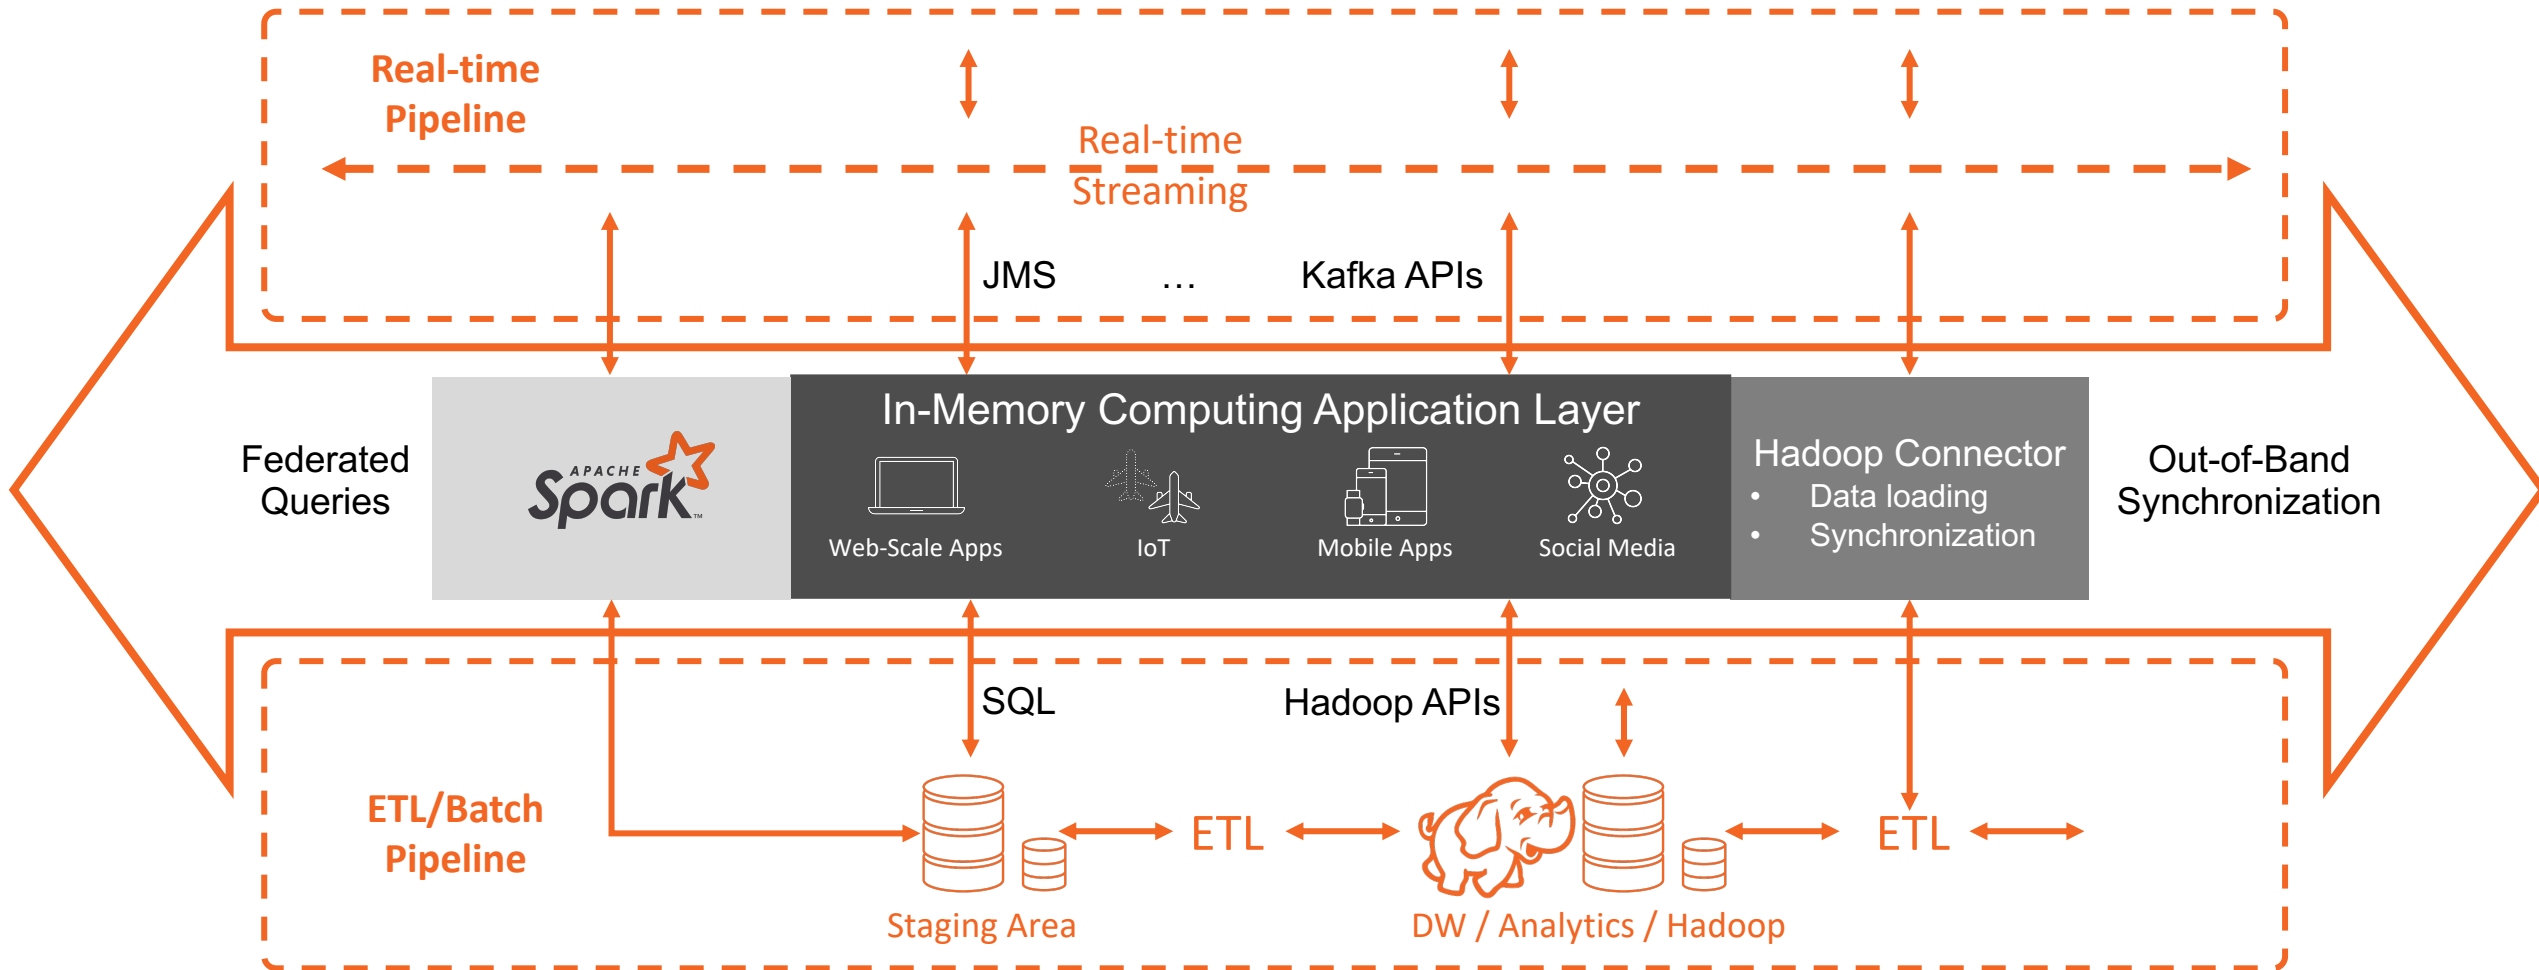 Real-time
Pipeline
Real-time
Streaming
JMS
...
Kafka APIs
In-Memory Computing Application Layer
Federated
Queries
APACHE
Spark™
Web-Scale Apps
IoT
Mobile Apps
Social Media
Hadoop Connector
• Data loading
• Synchronization
Out-of-Band
Synchronization
SQL
Hadoop APIs
ETL/Batch
Pipeline
ETL
ETL
Staging Area
DW / Analytics / Hadoop